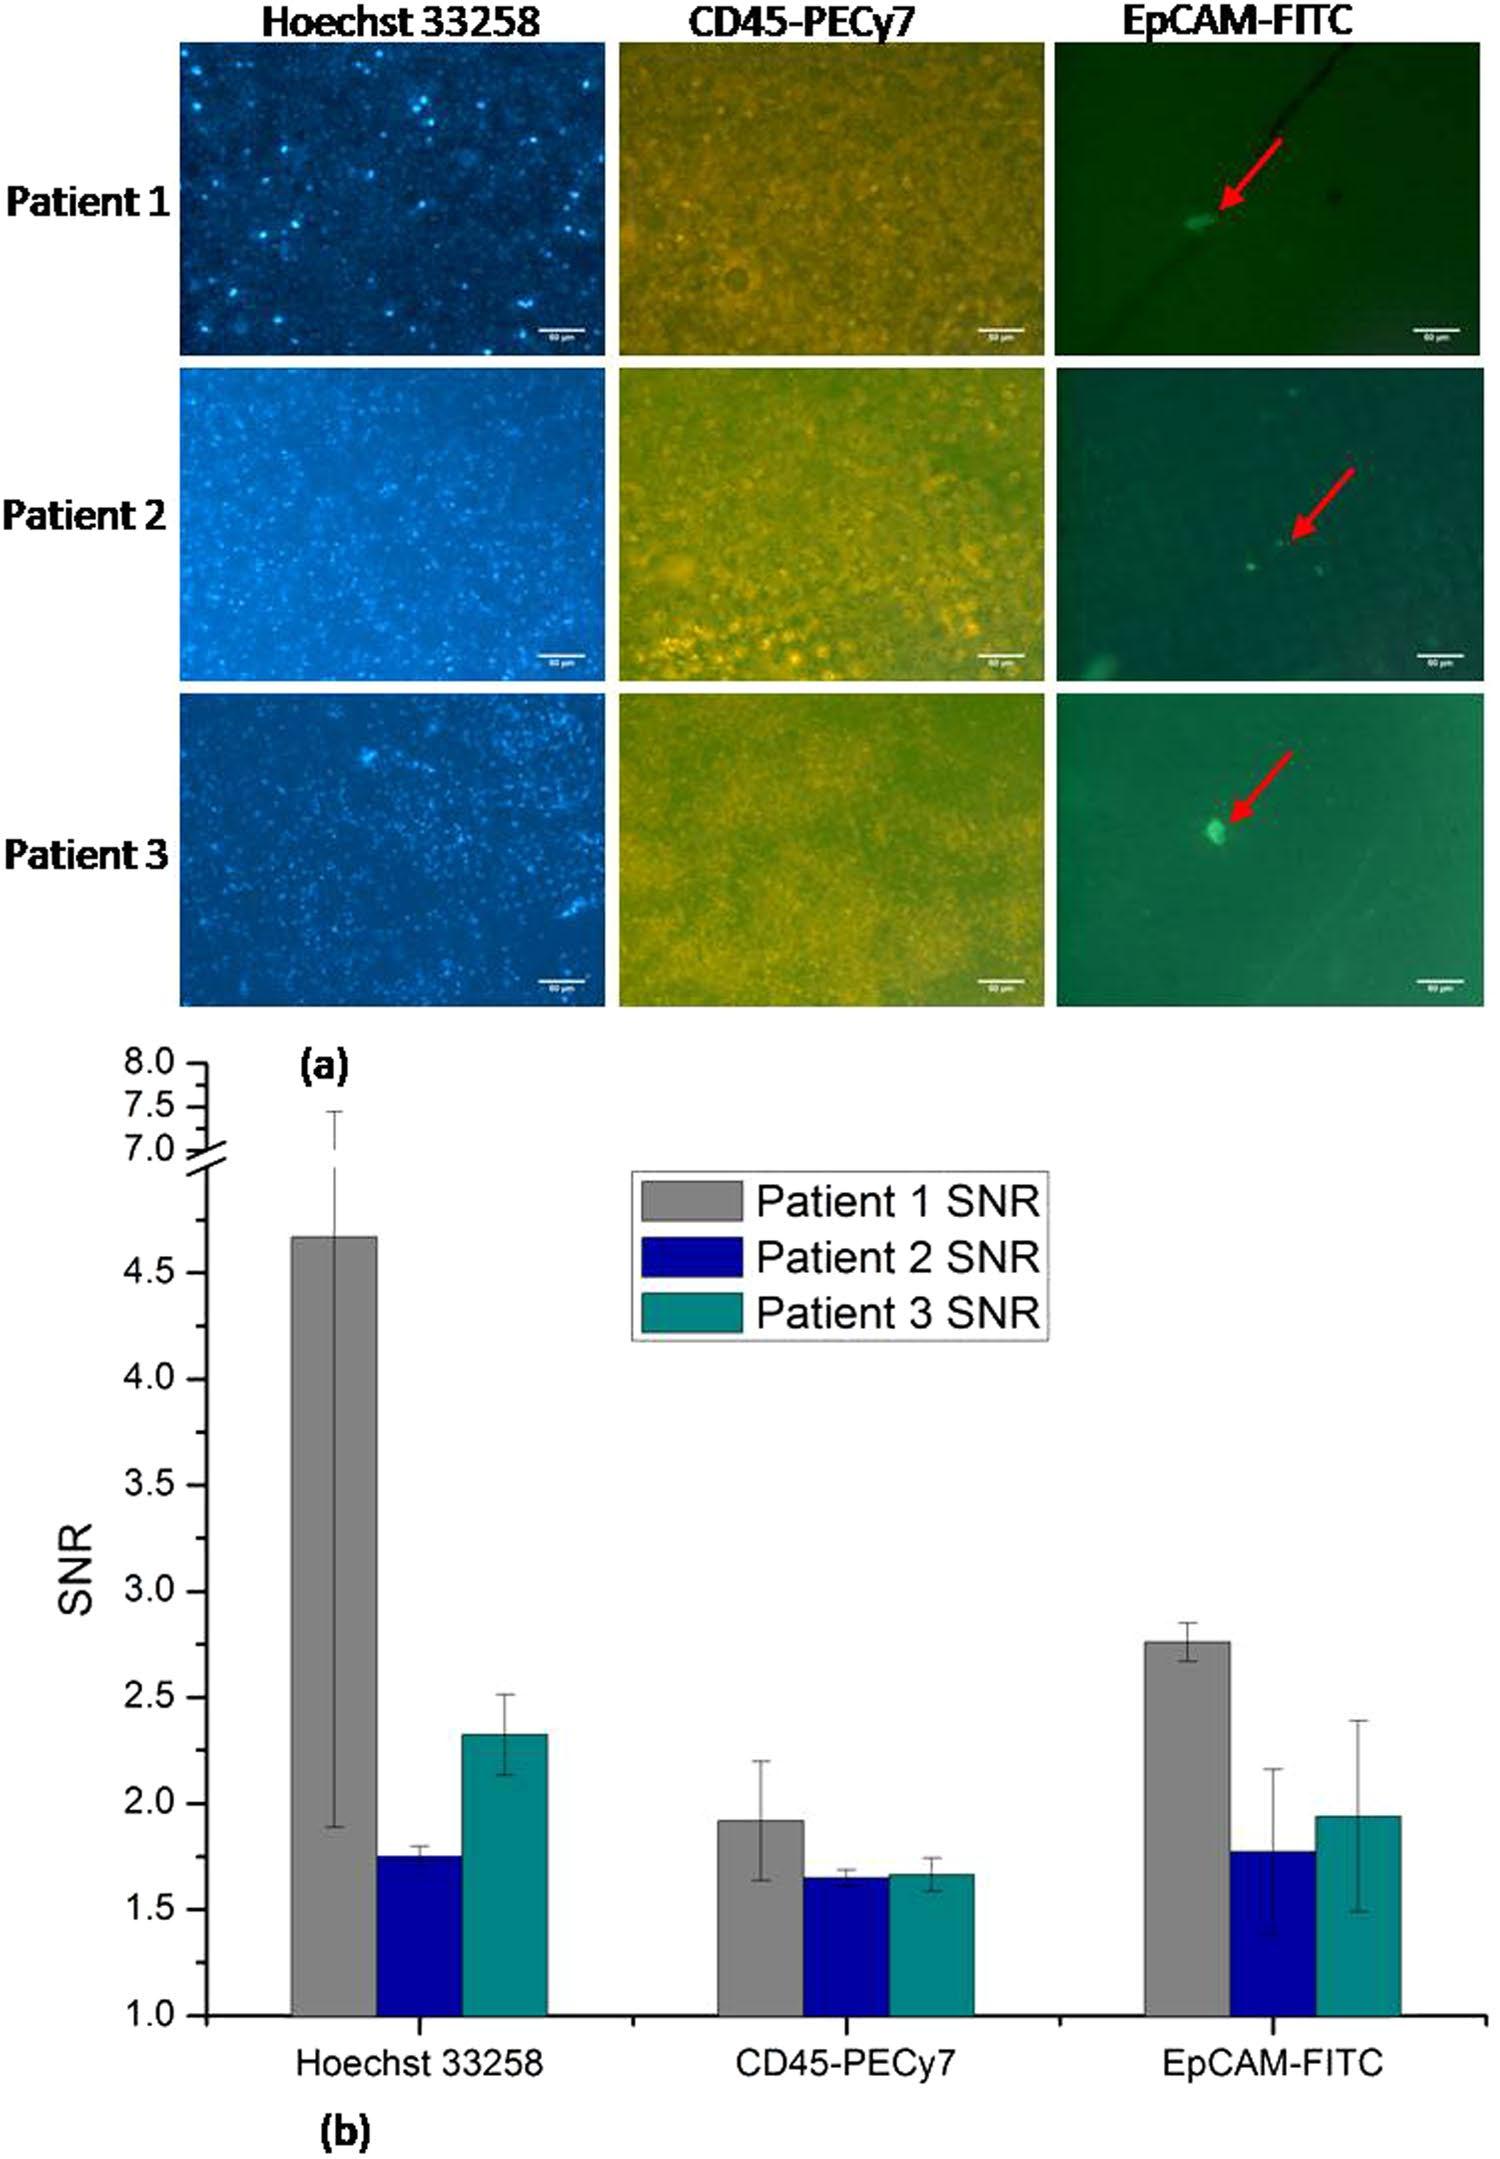 Hoechst 33258 CD45-PECy7 EpCAM-FITC
Patient 1
Patient 2
Patient 3
(a)
8.0
7.5
7.0
4.5
4.0
3.5
3.0
2.5
2.0
1.5
1.0
SNR
Patient 1 SNR
Patient 2 SNR
Patient 3 SNR
Hoechst 33258 CD45-PECy7 EpCAM-FITC
(b)